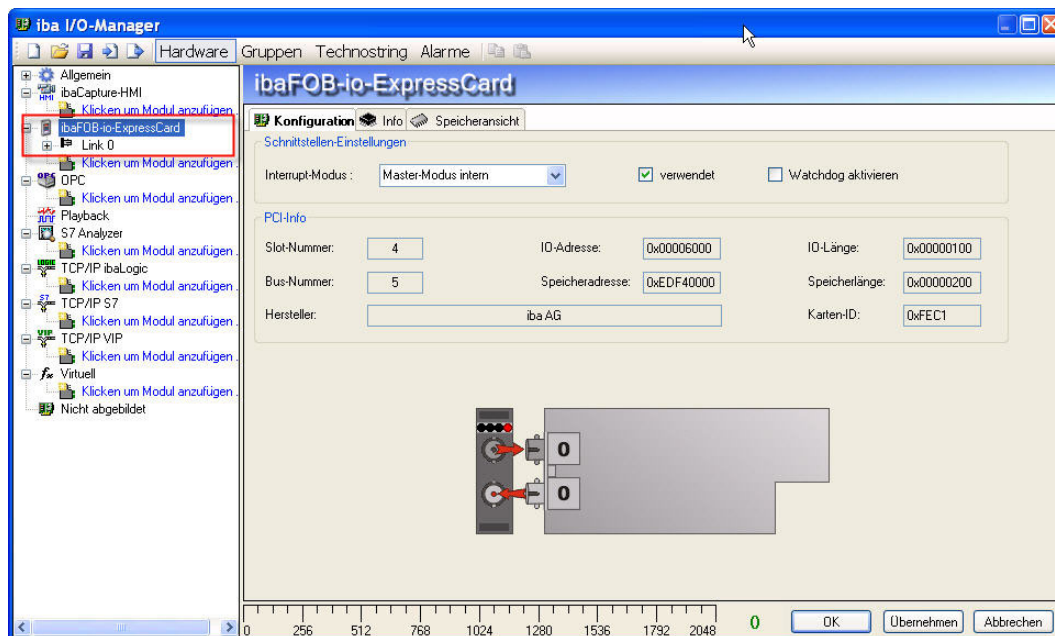 iba I/O-Manager
Hardware Gruppen Technostring Alarme
Allgemein
ibaCapture-HMI
Klicken um Modul anzufügen
ibaFOB-io-ExpressCard
Link 0
Klicken um Modul anzufügen .
OPC
Klicken um Modul anzufügen .
Playback
S7 Analyzer
Klicken um Modul anzufügen .
TCP/IP ibaLogic
Klicken um Modul anzufügen .
TCP/IP S7
Klicken um Modul anzufügen .
TCP/IP VIP
Klicken um Modul anzufügen .
Virtuell
Klicken um Modul anzufügen .
Nicht abgebildet
ibaFOB-io-ExpressCard
Konfiguration Info Speicheransicht
Schnittstellen-Einstellungen
Interrupt-Modus : Master-Modus intern verwendet Watchdog aktivieren
PCI-Info
Slot-Nummer: 4 IO-Adresse: 0x00006000 IO-Länge: 0x00000100
Bus-Nummer: 5 Speicheradresse: 0xEDF40000 Speicherlänge: 0x00000200
Hersteller: iba AG Karten-ID: 0xFEC1
0
0
0 256 512 768 1024 1280 1536 1792 2048
0 OK Übernehmen Abbrechen